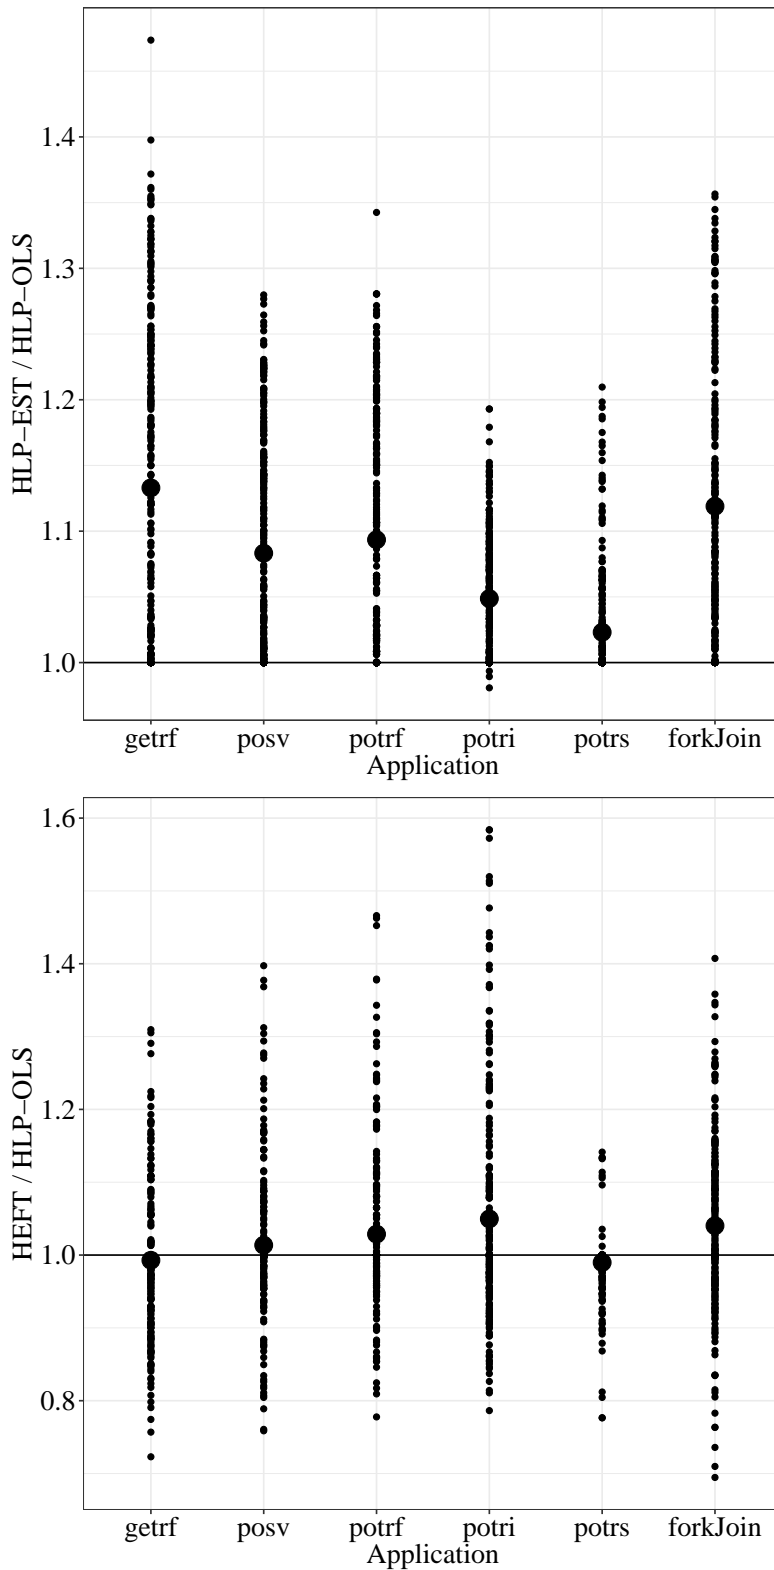 HLP−EST / HLP−OLS
1.4
1.3
1.2
1.1
1.0
getrf posv potrf potri potrs forkJoin
Application
HEFT / HLP−OLS
1.6
1.4
1.2
1.0
0.8
getrf posv potrf potri potrs forkJoin
Application